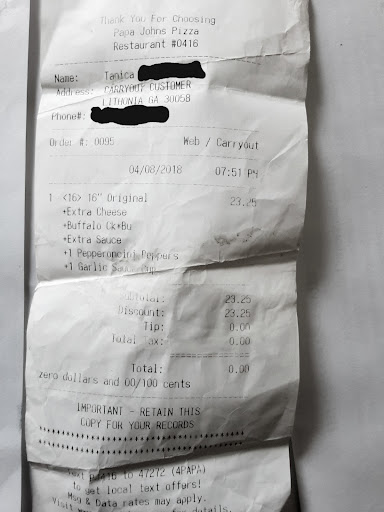 Thank You For Choosing
Papa Johns Pizza
Restaurant #0416
Name: Tanica
Address: CARRYOUT CUSTOMER
LITHONIA GA 30058
Phone#:
Order #: 0095 Web / Carryout
04/08/2018 07:51 PM
1 <16> 16" Original 23.25
+Extra Cheese
+Buffalo Ck+Bu
+Extra Sauce
+1 Pepperoncini Peppers
+1 Garlic Sauce Cup
Subtotal: 23.25
Discount: 23.25
Tip: 0.00
Total Tax: 0.00
Total: 0.00
zero dollars and 00/100 cents
IMPORTANT - RETAIN THIS
COPY FOR YOUR RECORDS
to 47272 (4PAPA)
to get local text offers!
Msg & Data rates may apply.
Visit for details.